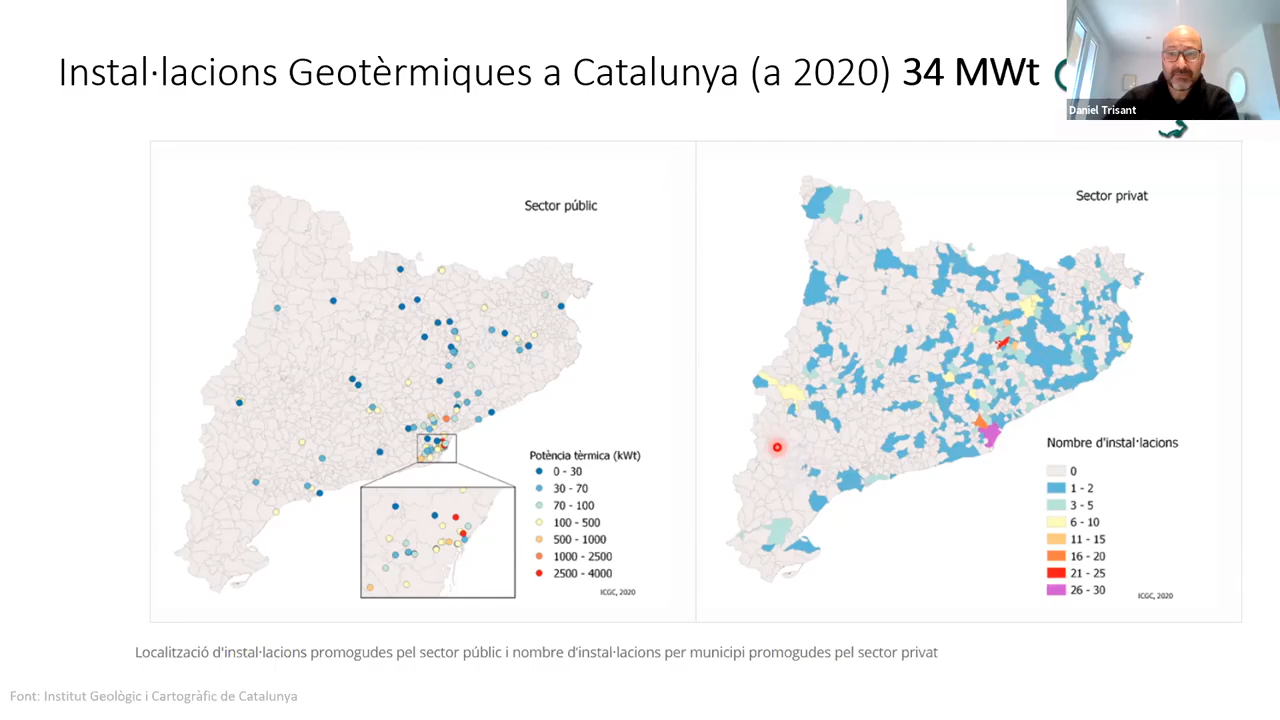 Instal·lacions Geotèrmiques a Catalunya (a 2020) 34 MWt
Daniel Trisant
Sector públic
Potència tèrmica (kWt)
0 - 30
30 - 70
70 - 100
100 - 500
500 - 1000
1000 - 2500
2500 - 4000
ICGC, 2020
Sector privat
Nombre d'instal·lacions
0
1 - 2
3 - 5
6 - 10
11 - 15
16 - 20
21 - 25
26 - 30
ICGC, 2020
Localització d'instal·lacions promogudes pel sector públic i nombre d'instal·lacions per municipi promogudes pel sector privat
Font: Institut Geològic i Cartogràfic de Catalunya